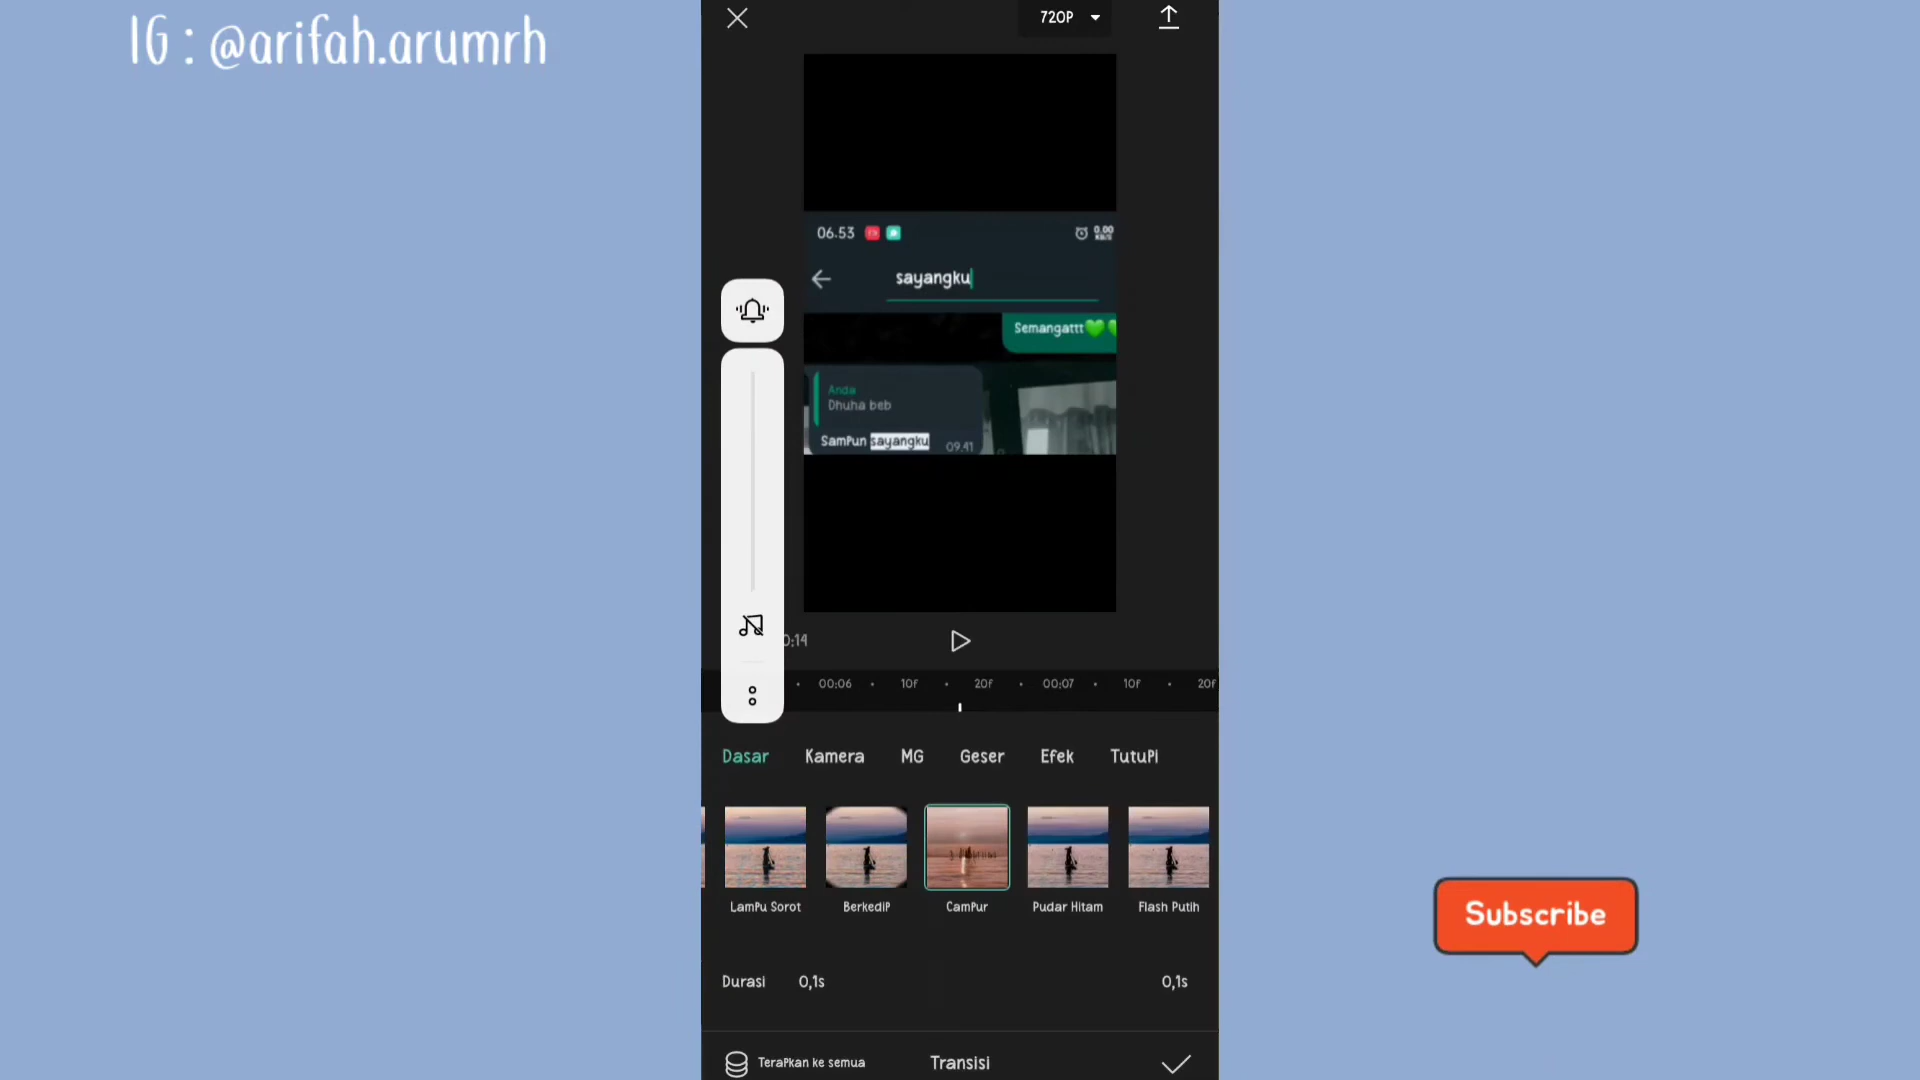 IG : @arifah.arumrh
720P
06.53
0.00
KB/S
sayangku
Semangattt💚
Anda
Dhuha beb
Sampun sayangku 09.41
0:14
00:06 10f 20f 00:07 10f 20f
Dasar Kamera MG Geser Efek Tutupi
Lampu Sorot Berkedip Campur Pudar Hitam Flash Putih
Durasi 0,1s 0,1s
Terapkan ke semua Transisi
Subscribe